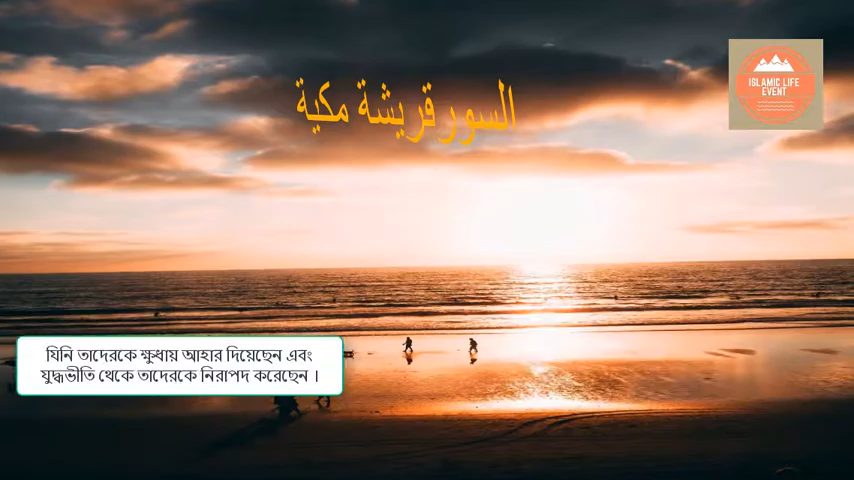 السور قريشة مكية
ISLAMIC LIFE
EVENT
যিনি তাদেরকে ক্ষুধায় আহার দিয়েছেন এবং
যুদ্ধভীতি থেকে তাদেরকে নিরাপদ করেছেন ।